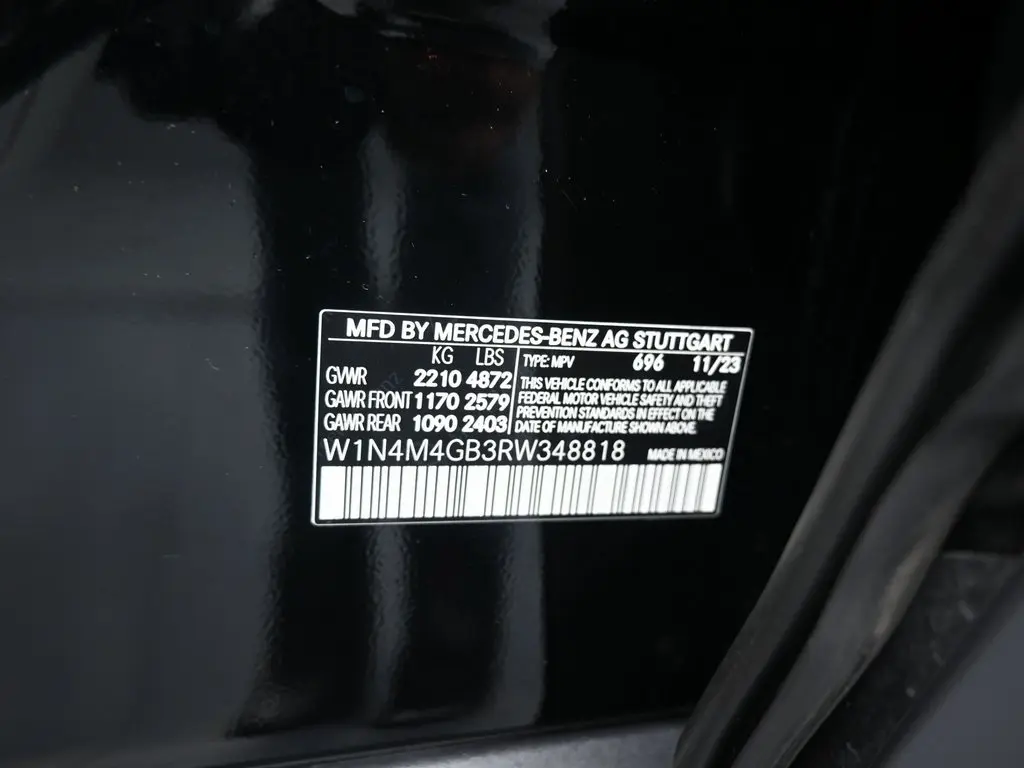 MFD BY MERCEDES-BENZ AG STUTTGART
KG LBS
GVWR 2210 4872
GAWR FRONT 1170 2579
GAWR REAR 1090 2403
TYPE: MPV 696 11/23
THIS VEHICLE CONFORMS TO ALL APPLICABLE
FEDERAL MOTOR VEHICLE SAFETY AND THEFT
PREVENTION STANDARDS IN EFFECT ON THE
DATE OF MANUFACTURE SHOWN ABOVE.
W1N4M4GB3RW348818 MADE IN MEXICO